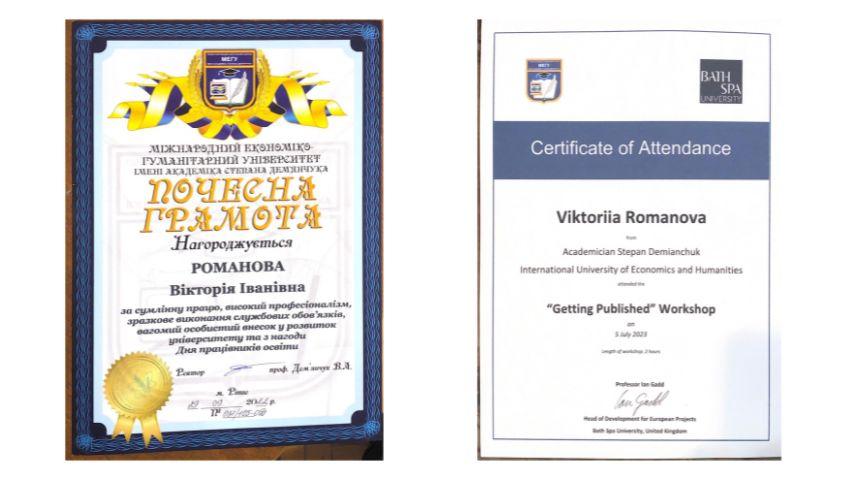 МЕГУ
МІЖНАРОДНИЙ ЕКОНОМІКО-
ГУМАНІТАРНИЙ УНІВЕРСИТЕТ
ІМЕНІ АКАДЕМІКА СТЕПАНА ДЕМ'ЯНЧУКА
ПОЧЕСНА
ГРАМОТА
Нагороджується
РОМАНОВА
Вікторія Іванівна
за сумлінну працю, високий професіоналізм,
зразкове виконання службових обов'язків,
вагомий особистий внесок у розвиток
університету та з нагоди
Дня працівників освіти
Ректор проф. Дем'янчук В.А.
м. Рівне
2022 р.
№
МЕГУ
BATH
SPA
UNIVERSITY
Certificate of Attendance
Viktoriia Romanova
from
Academician Stepan Demianchuk
International University of Economics and Humanities
attended the
“Getting Published” Workshop
on
5 July 2023
Length of workshop: 2 hours
Professor Ian Gadd
Ian Gadd
Head of Development for European Projects
Bath Spa University, United Kingdom